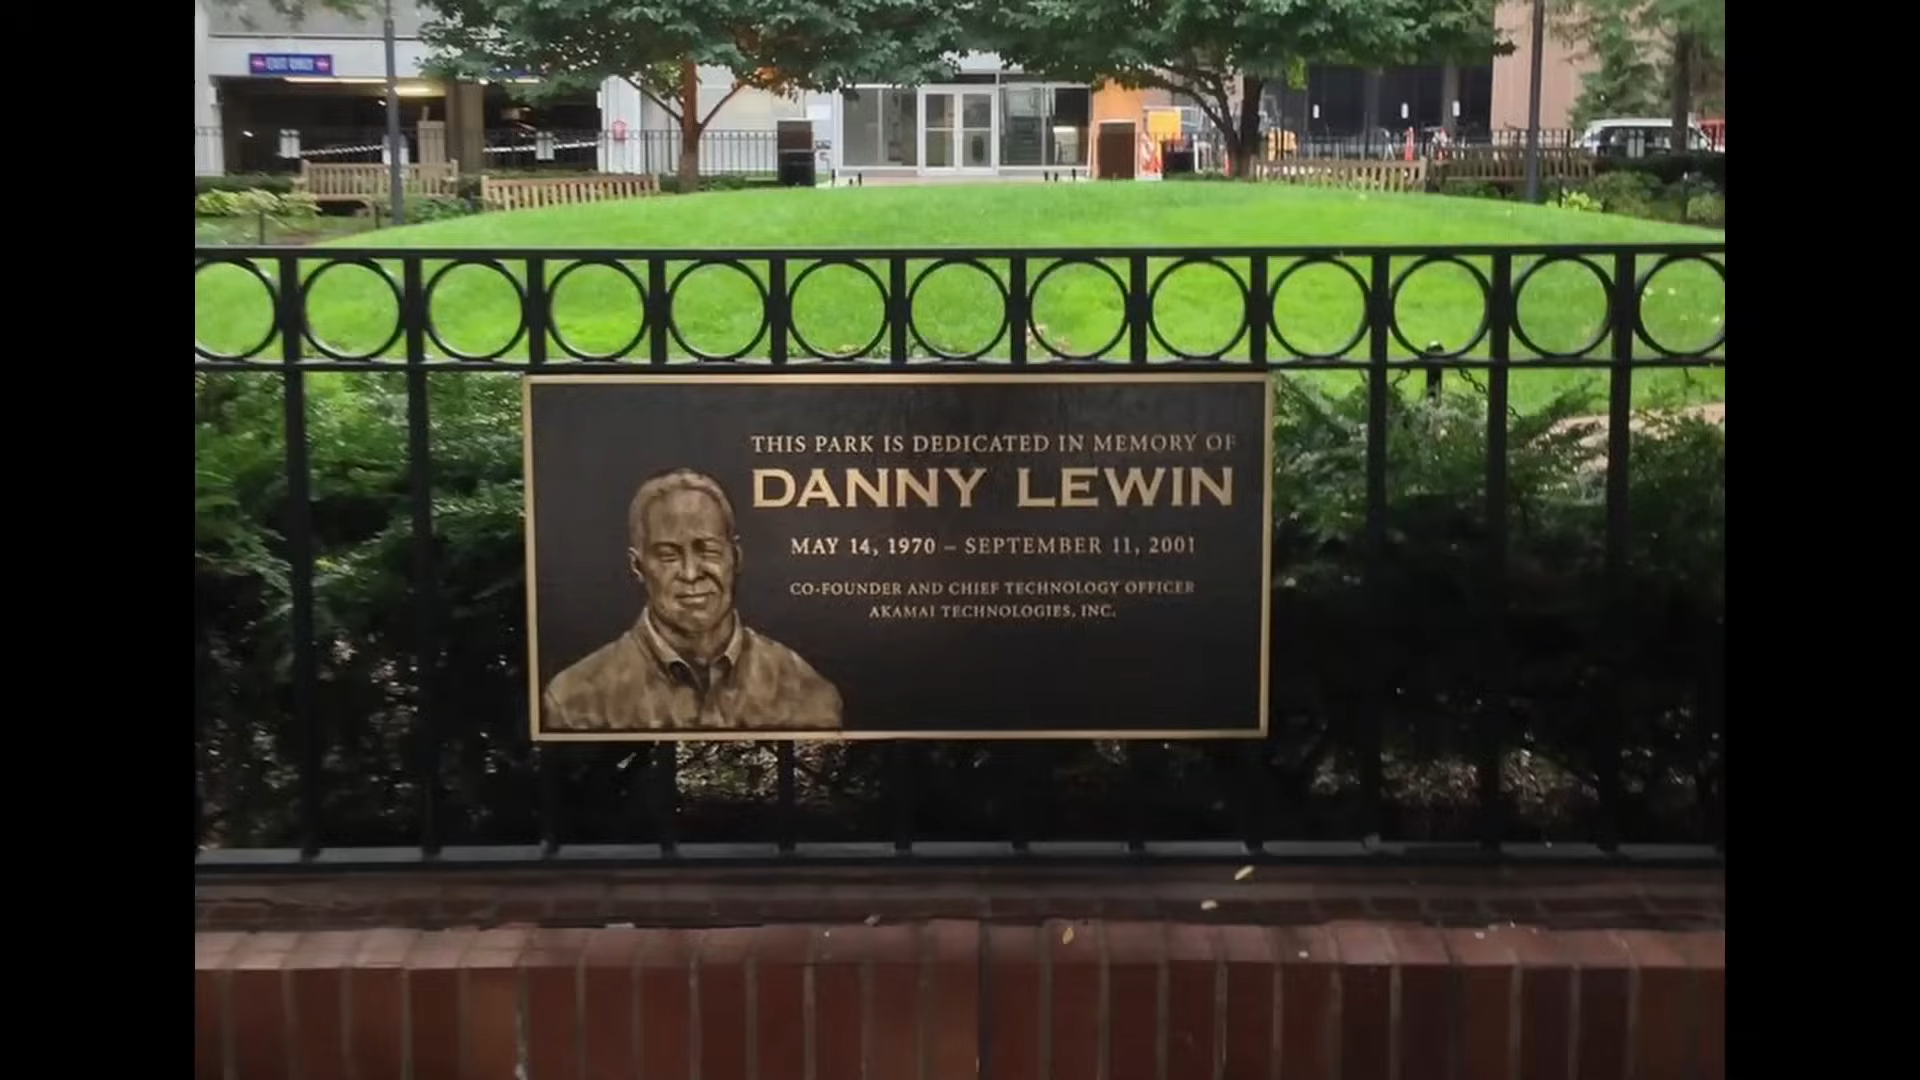 THIS PARK IS DEDICATED IN MEMORY OF
DANNY LEWIN
MAY 14, 1970 – SEPTEMBER 11, 2001
CO-FOUNDER AND CHIEF TECHNOLOGY OFFICER
AKAMAI TECHNOLOGIES, INC.